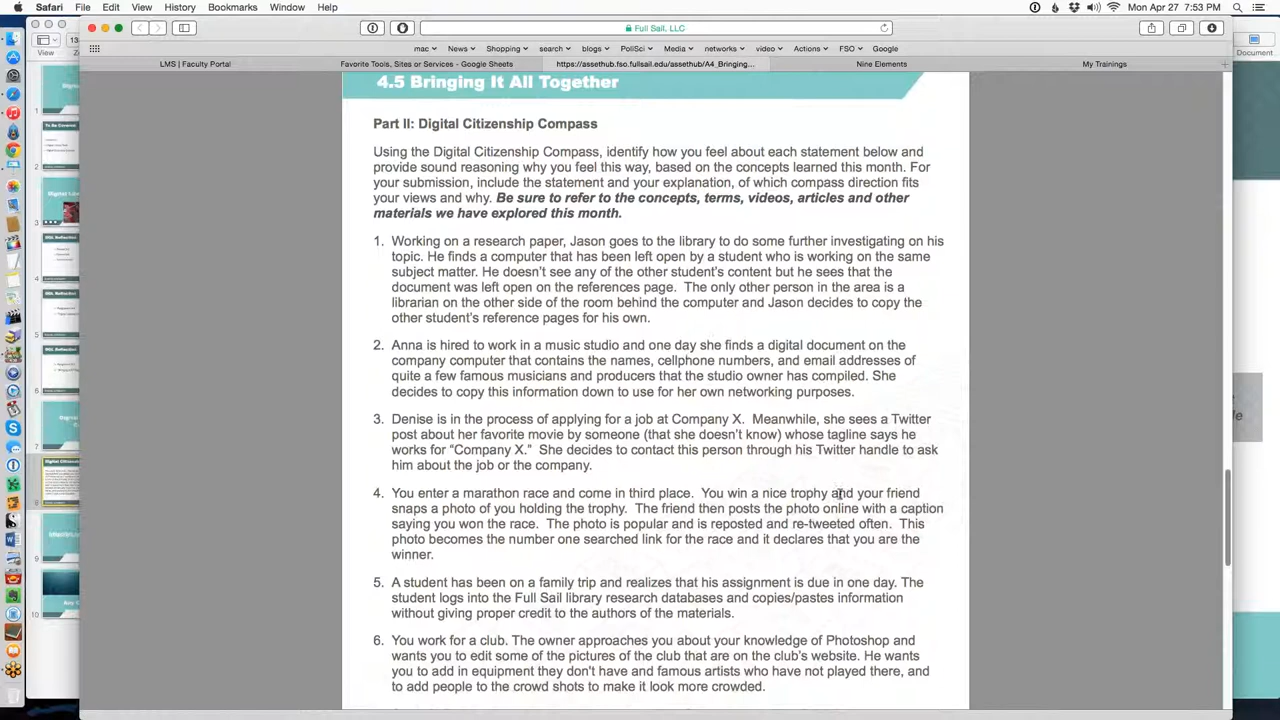 Safari File Edit View History Bookmarks Window Help Mon Apr 27 7:53 PM
Full Sail, LLC
mac News Shopping search blogs PoliSci Media networks video Actions FSO Google
LMS | Faculty Portal Favorite Tools, Sites or Services - Google Sheets ://assethub.fso.fullsail.edu/assethub/A4_Bringing... Nine Elements My Trainings
View
Document
4.5 Bringing It All Together
Part II: Digital Citizenship Compass
Using the Digital Citizenship Compass, identify how you feel about each statement below and
provide sound reasoning why you feel this way, based on the concepts learned this month. For
your submission, include the statement and your explanation, of which compass direction fits
your views and why. Be sure to refer to the concepts, terms, videos, articles and other
materials we have explored this month.
1. Working on a research paper, Jason goes to the library to do some further investigating on his
topic. He finds a computer that has been left open by a student who is working on the same
subject matter. He doesn't see any of the other student's content but he sees that the
document was left open on the references page. The only other person in the area is a
librarian on the other side of the room behind the computer and Jason decides to copy the
other student's reference pages for his own.
2. Anna is hired to work in a music studio and one day she finds a digital document on the
company computer that contains the names, cellphone numbers, and email addresses of
quite a few famous musicians and producers that the studio owner has compiled. She
decides to copy this information down to use for her own networking purposes.
3. Denise is in the process of applying for a job at Company X. Meanwhile, she sees a Twitter
post about her favorite movie by someone (that she doesn't know) whose tagline says he
works for "Company X." She decides to contact this person through his Twitter handle to ask
him about the job or the company.
4. You enter a marathon race and come in third place. You win a nice trophy and your friend
snaps a photo of you holding the trophy. The friend then posts the photo online with a caption
saying you won the race. The photo is popular and is reposted and re-tweeted often. This
photo becomes the number one searched link for the race and it declares that you are the
winner.
5. A student has been on a family trip and realizes that his assignment is due in one day. The
student logs into the Full Sail library research databases and copies/pastes information
without giving proper credit to the authors of the materials.
6. You work for a club. The owner approaches you about your knowledge of Photoshop and
wants you to edit some of the pictures of the club that are on the club's website. He wants
you to add in equipment they don't have and famous artists who have not played there, and
to add people to the crowd shots to make it look more crowded.